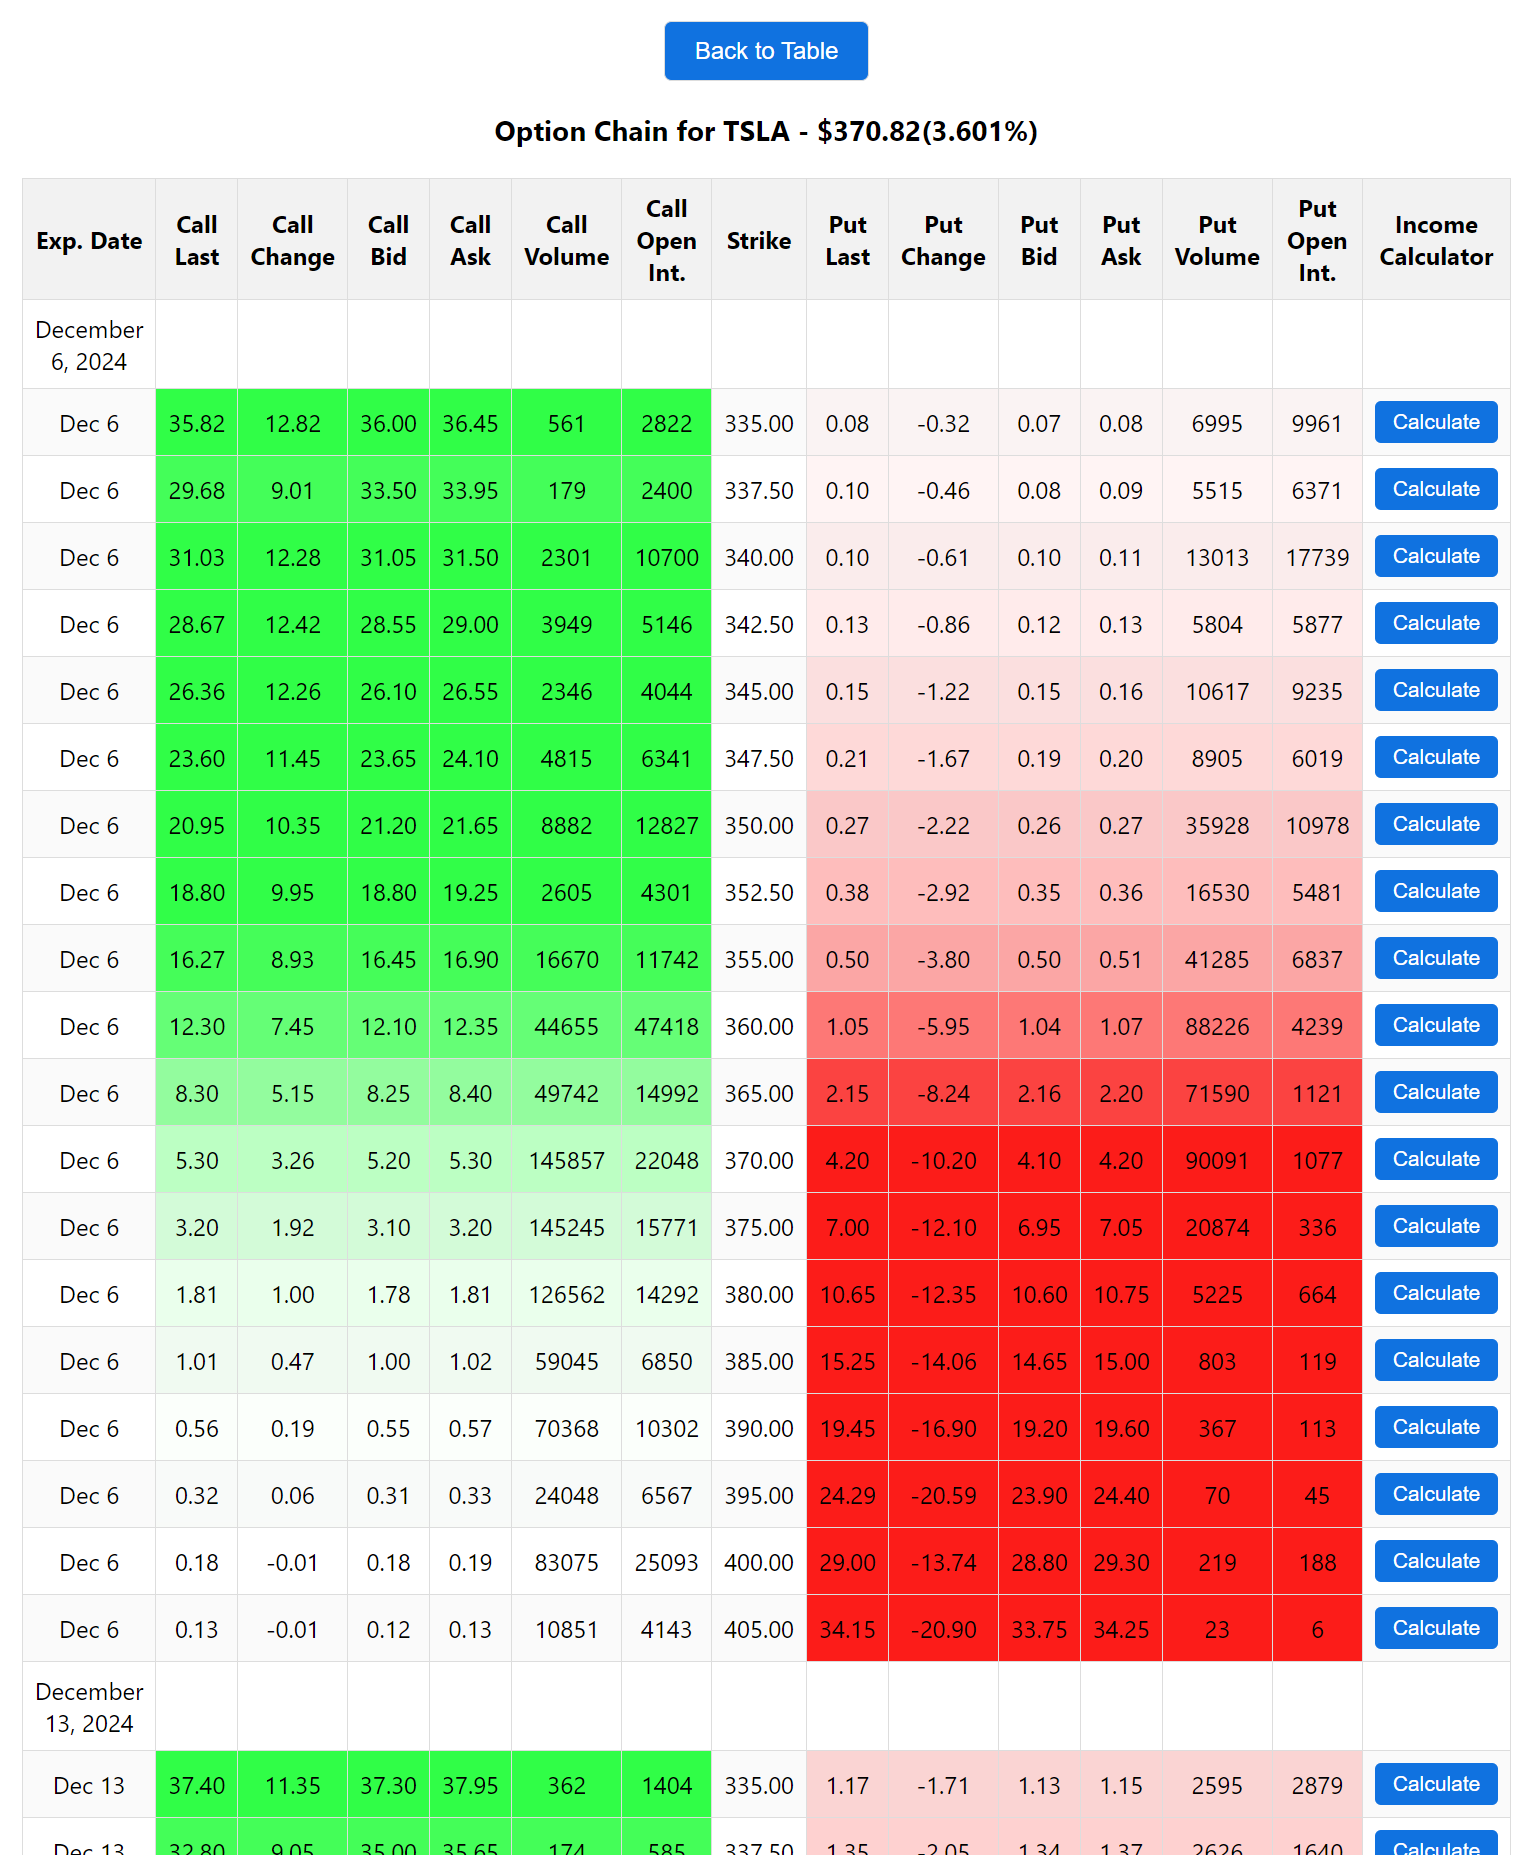 Back to Table
Option Chain for TSLA - $370.82(3.601%)
Exp. Date Call Last Call Change Call Bid Call Ask Call Volume Call Open Int. Strike Put Last Put Change Put Bid Put Ask Put Volume Put Open Int. Income Calculator
December 6, 2024
Dec 6 35.82 12.82 36.00 36.45 561 2822 335.00 0.08 -0.32 0.07 0.08 6995 9961 Calculate
Dec 6 29.68 9.01 33.50 33.95 179 2400 337.50 0.10 -0.46 0.08 0.09 5515 6371 Calculate
Dec 6 31.03 12.28 31.05 31.50 2301 10700 340.00 0.10 -0.61 0.10 0.11 13013 17739 Calculate
Dec 6 28.67 12.42 28.55 29.00 3949 5146 342.50 0.13 -0.86 0.12 0.13 5804 5877 Calculate
Dec 6 26.36 12.26 26.10 26.55 2346 4044 345.00 0.15 -1.22 0.15 0.16 10617 9235 Calculate
Dec 6 23.60 11.45 23.65 24.10 4815 6341 347.50 0.21 -1.67 0.19 0.20 8905 6019 Calculate
Dec 6 20.95 10.35 21.20 21.65 8882 12827 350.00 0.27 -2.22 0.26 0.27 35928 10978 Calculate
Dec 6 18.80 9.95 18.80 19.25 2605 4301 352.50 0.38 -2.92 0.35 0.36 16530 5481 Calculate
Dec 6 16.27 8.93 16.45 16.90 16670 11742 355.00 0.50 -3.80 0.50 0.51 41285 6837 Calculate
Dec 6 12.30 7.45 12.10 12.35 44655 47418 360.00 1.05 -5.95 1.04 1.07 88226 4239 Calculate
Dec 6 8.30 5.15 8.25 8.40 49742 14992 365.00 2.15 -8.24 2.16 2.20 71590 1121 Calculate
Dec 6 5.30 3.26 5.20 5.30 145857 22048 370.00 4.20 -10.20 4.10 4.20 90091 1077 Calculate
Dec 6 3.20 1.92 3.10 3.20 145245 15771 375.00 7.00 -12.10 6.95 7.05 20874 336 Calculate
Dec 6 1.81 1.00 1.78 1.81 126562 14292 380.00 10.65 -12.35 10.60 10.75 5225 664 Calculate
Dec 6 1.01 0.47 1.00 1.02 59045 6850 385.00 15.25 -14.06 14.65 15.00 803 119 Calculate
Dec 6 0.56 0.19 0.55 0.57 70368 10302 390.00 19.45 -16.90 19.20 19.60 367 113 Calculate
Dec 6 0.32 0.06 0.31 0.33 24048 6567 395.00 24.29 -20.59 23.90 24.40 70 45 Calculate
Dec 6 0.18 -0.01 0.18 0.19 83075 25093 400.00 29.00 -13.74 28.80 29.30 219 188 Calculate
Dec 6 0.13 -0.01 0.12 0.13 10851 4143 405.00 34.15 -20.90 33.75 34.25 23 6 Calculate
December 13, 2024
Dec 13 37.40 11.35 37.30 37.95 362 1404 335.00 1.17 -1.71 1.13 1.15 2595 2879 Calculate
Dec 13 32.80 9.05 35.00 35.65 174 585 337.50 1.35 -2.05 1.34 1.37 2626 1640 Calculate